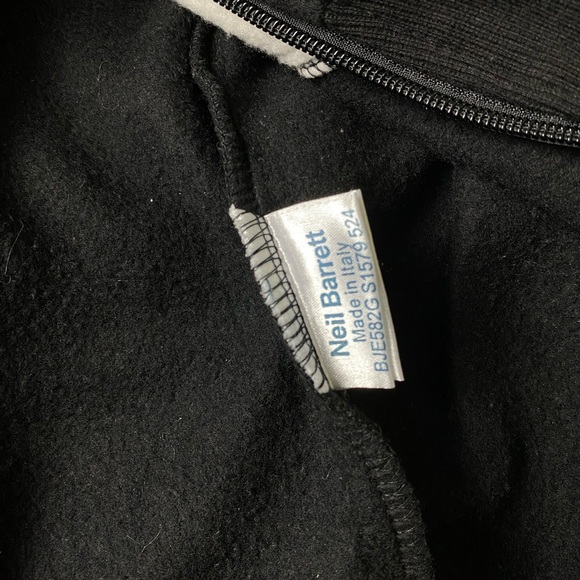 Neil Barrett
Made in Italy
BJE582G S1579 524